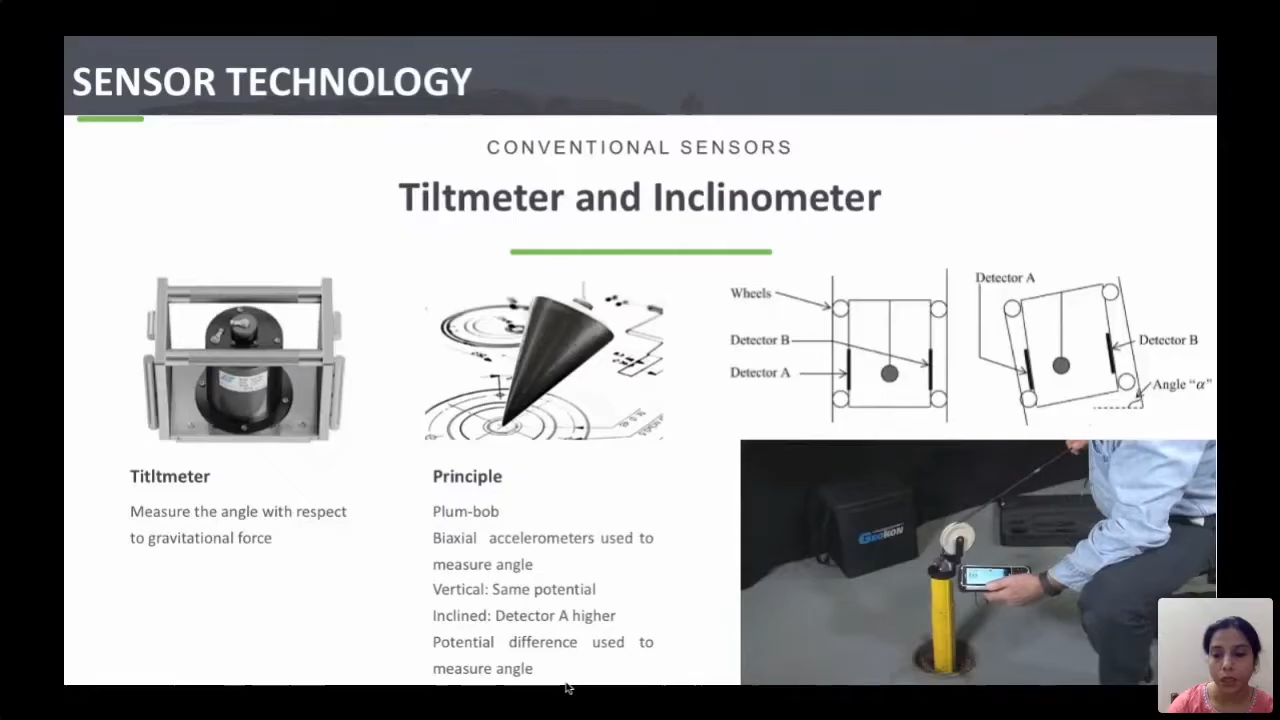 SENSOR TECHNOLOGY
CONVENTIONAL SENSORS
Tiltmeter and Inclinometer
Titltmeter
Measure the angle with respect
to gravitational force
Principle
Plum-bob
Biaxial accelerometers used to
measure angle
Vertical: Same potential
Inclined: Detector A higher
Potential difference used to
measure angle
Wheels
Detector B
Detector A
Detector A
Detector B
Angle “α”
GEOKON